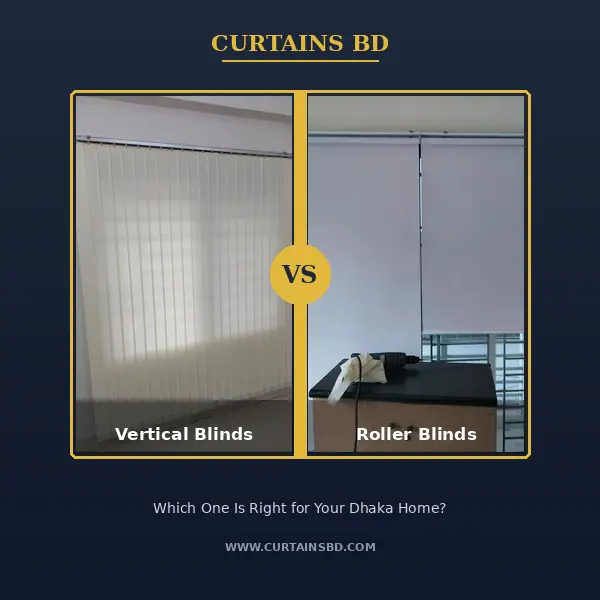 CURTAINS BD
VS
Vertical Blinds
Roller Blinds
Which One Is Right for Your Dhaka Home?
WWW.CURTAINSBD.COM